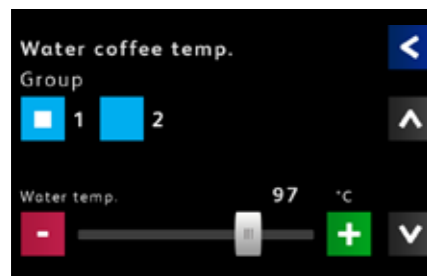 Water coffee temp.
Group
1 2
Water temp. 97 °C
- +